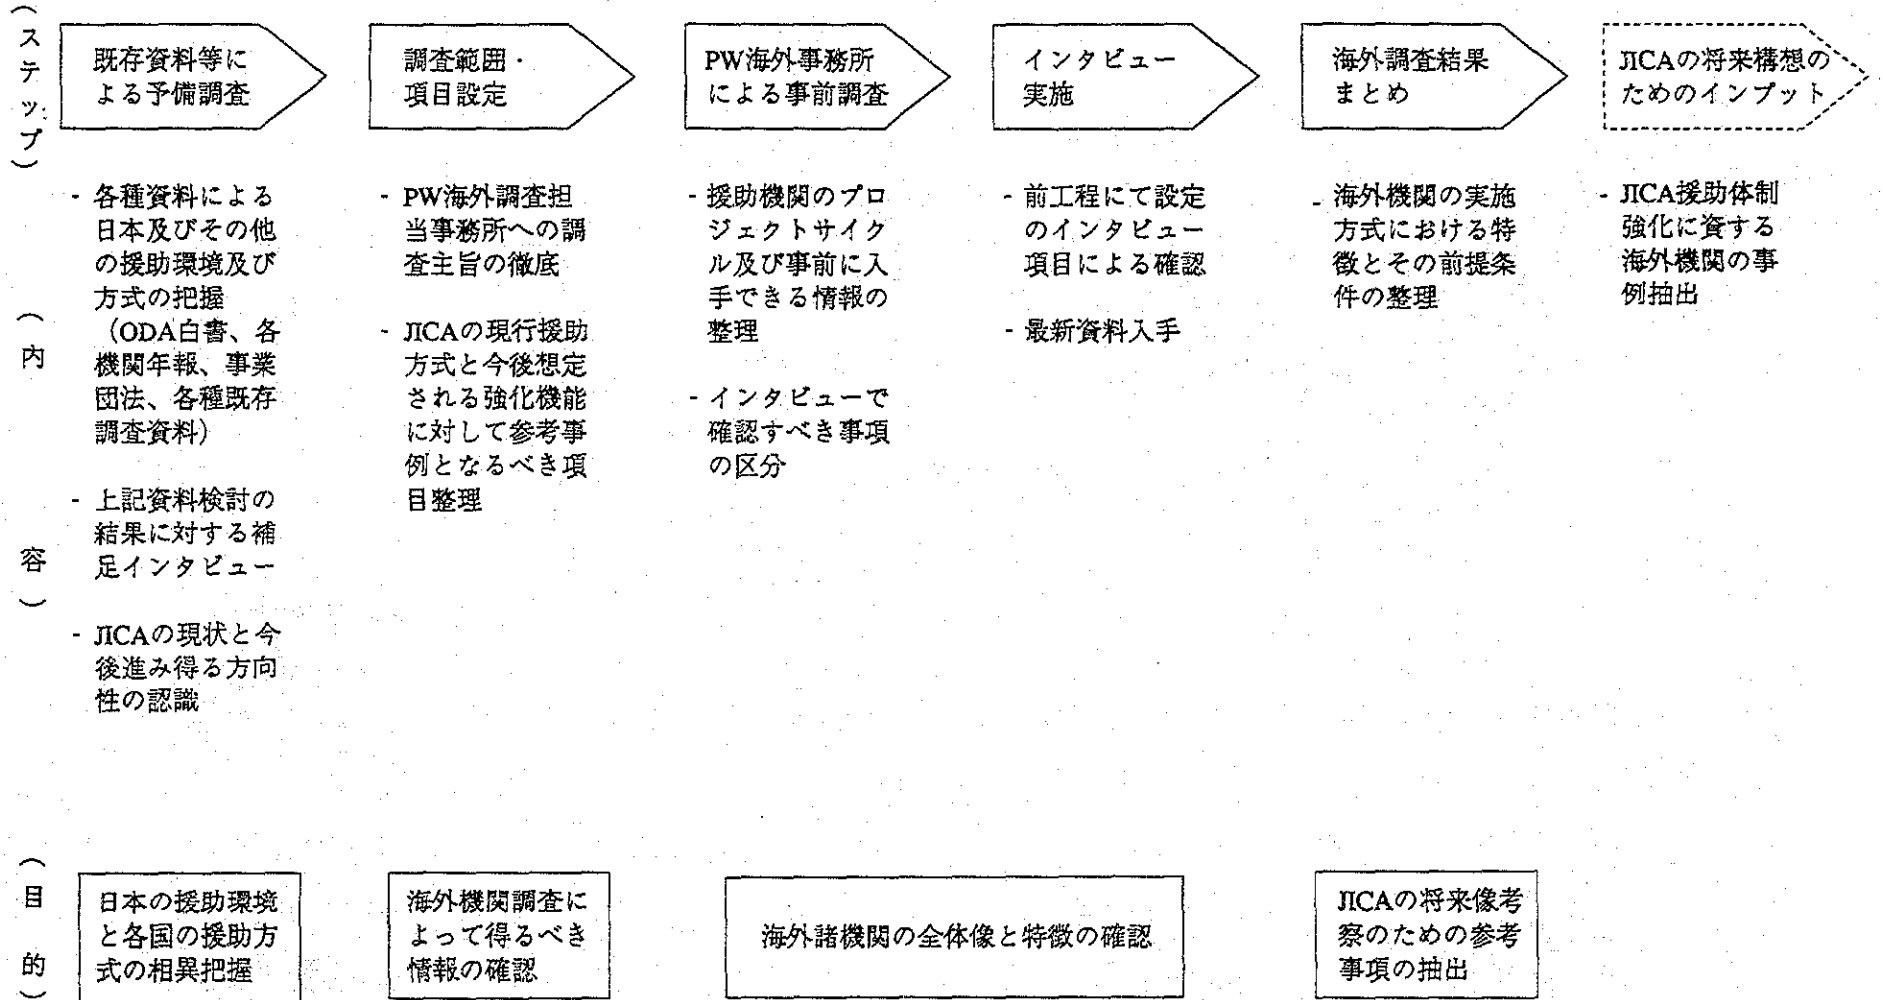 （ステップ）
既存資料等に
よる予備調査
調査範囲・
項目設定
PW海外事務所
による事前調査
インタビュー
実施
海外調査結果
まとめ
JICAの将来構想の
ためのインプット
（内容）
- 各種資料による
日本及びその他
の援助環境及び
方式の把握
（ODA白書、各
機関年報、事業
団法、各種既存
調査資料）
- 上記資料検討の
結果に対する補
足インタビュー
- JICAの現状と今
後進み得る方向
性の認識
- PW海外調査担
当事務所への調
査主旨の徹底
- JICAの現行援助
方式と今後想定
される強化機能
に対して参考事
例となるべき項
目整理
- 援助機関のプロ
ジェクトサイク
ル及び事前に入
手できる情報の
整理
- インタビューで
確認すべき事項
の区分
- 前工程にて設定
のインタビュー
項目による確認
- 最新資料入手
- 海外機関の実施
方式における特
徴とその前提条
件の整理
- JICA援助体制
強化に資する
海外機関の事
例抽出
（目的）
日本の援助環境
と各国の援助方
式の相異把握
海外機関調査に
よって得るべき
情報の確認
海外諸機関の全体像と特徴の確認
JICAの将来像考
察のための参考
事項の抽出